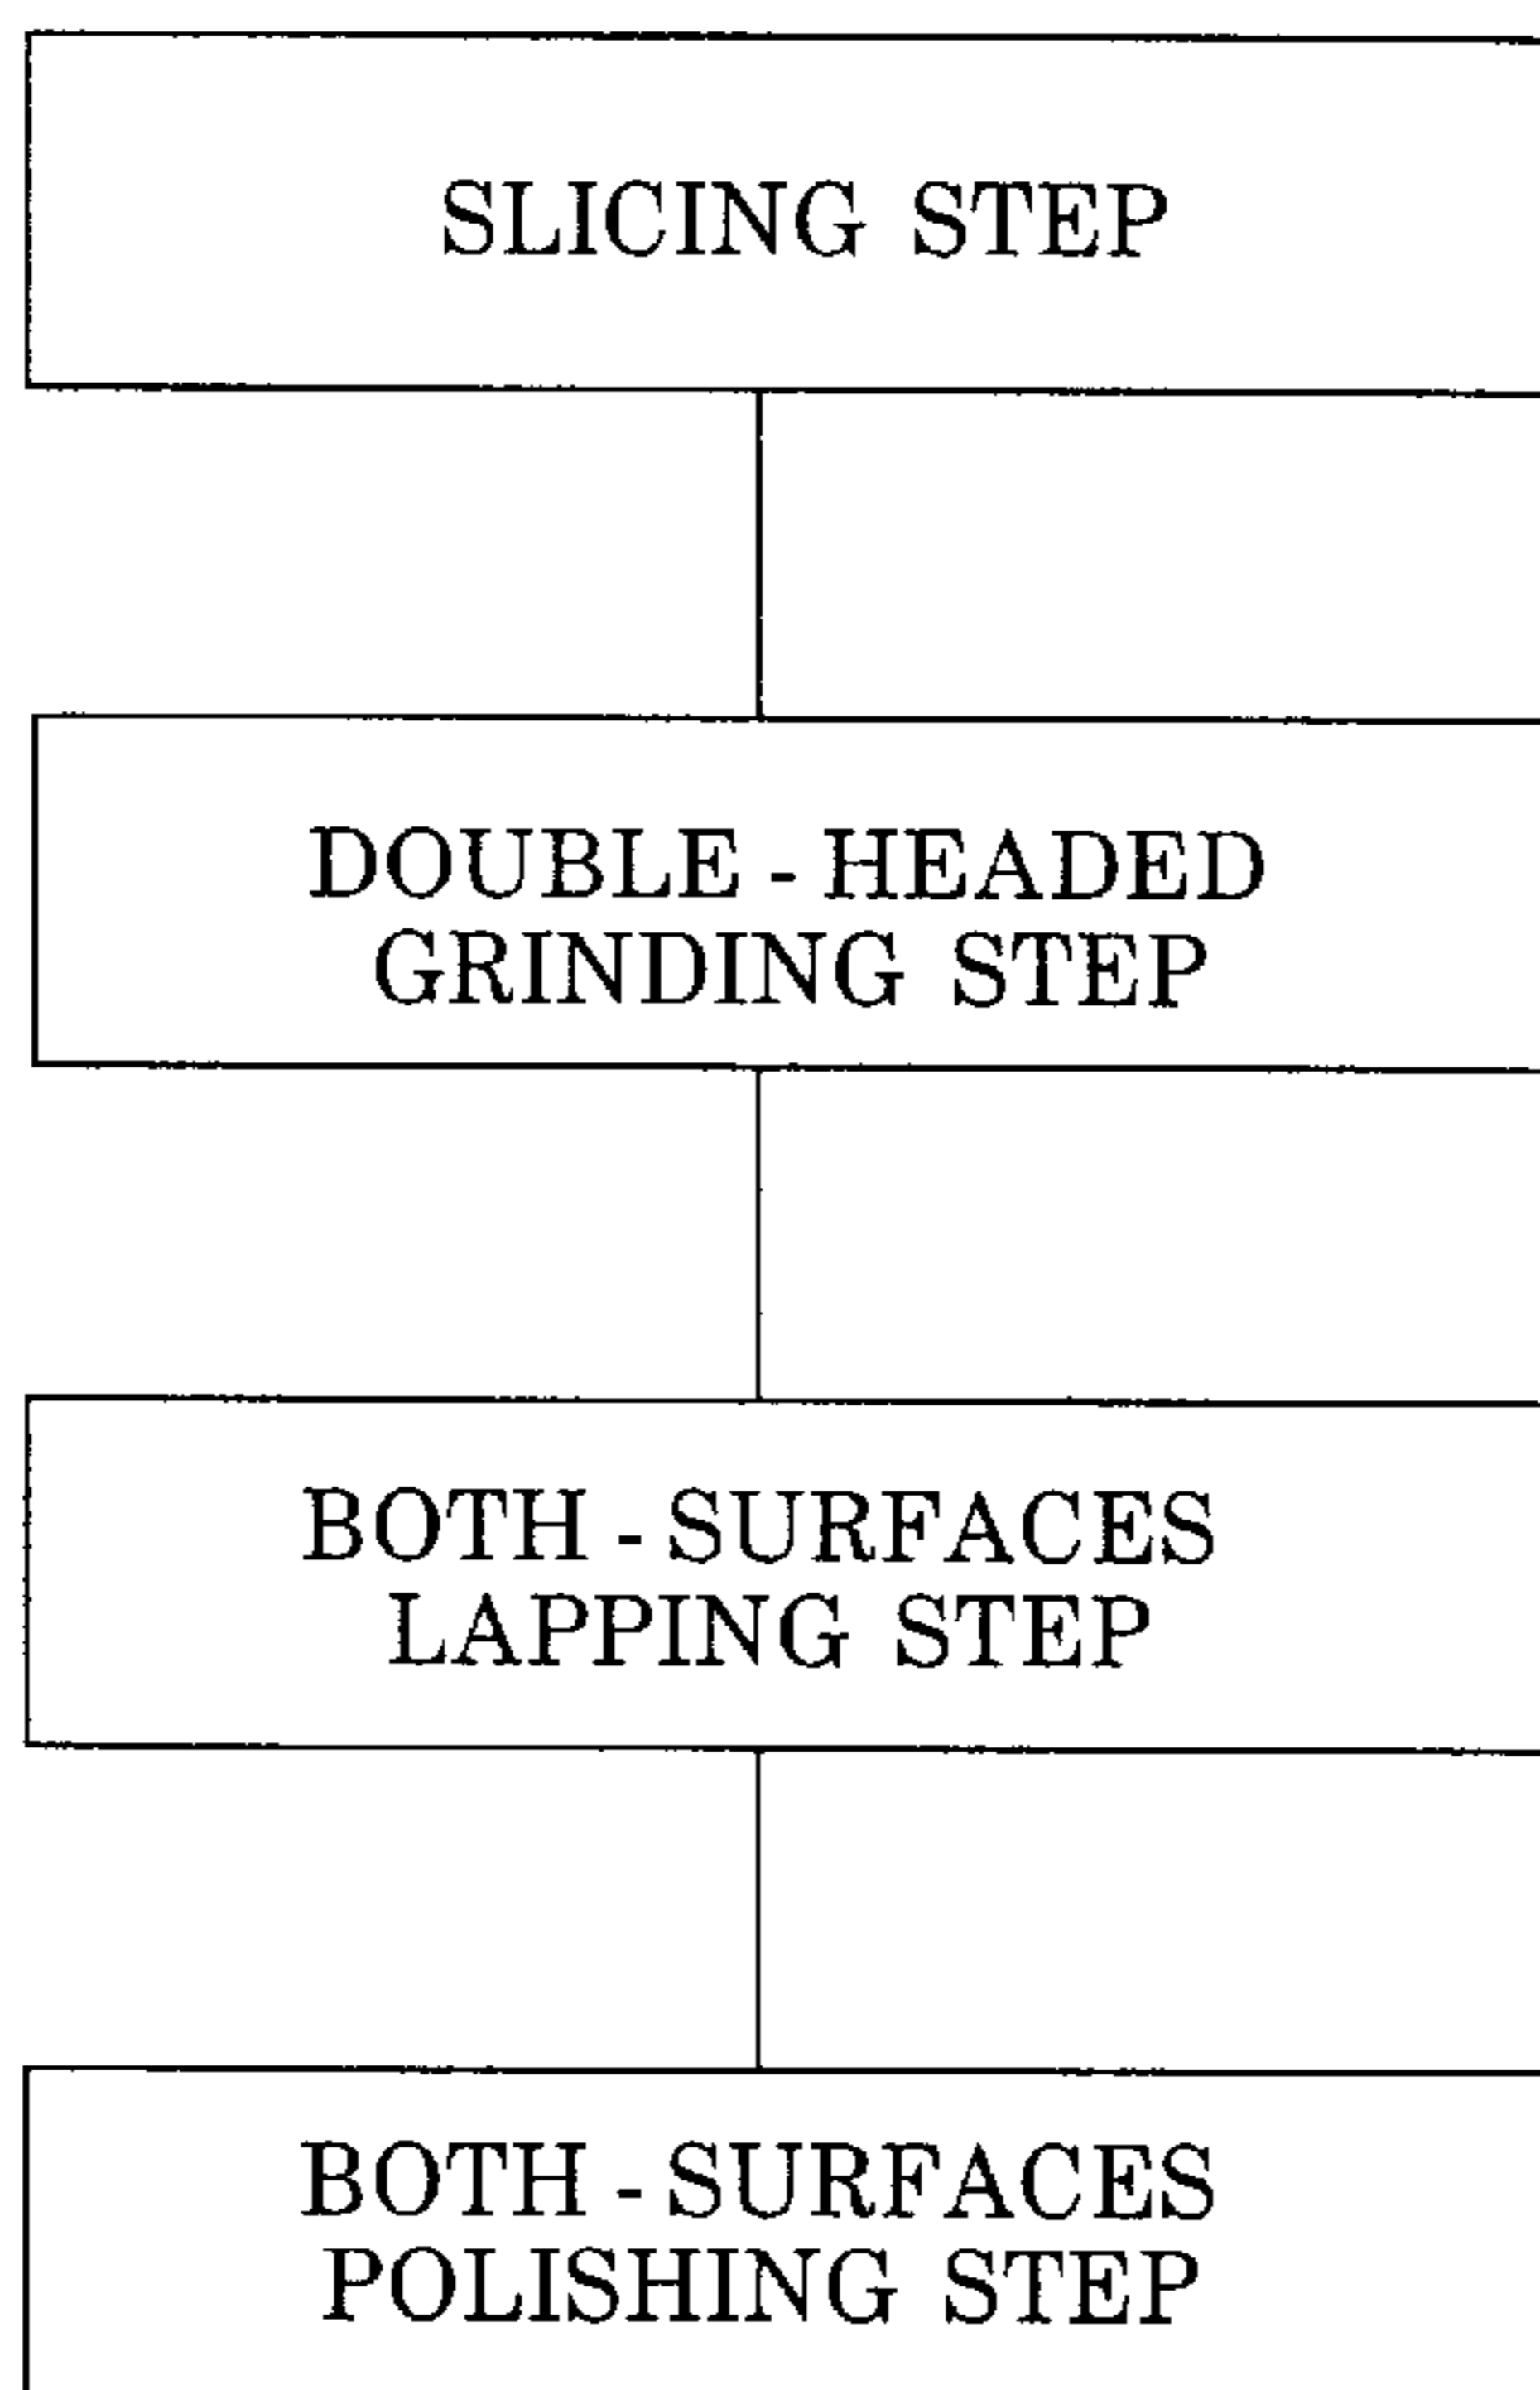 SLICING STEP
DOUBLE - HEADED
GRINDING STEP
BOTH - SURFACES
LAPPING STEP
BOTH - SURFACES
POLISHING STEP